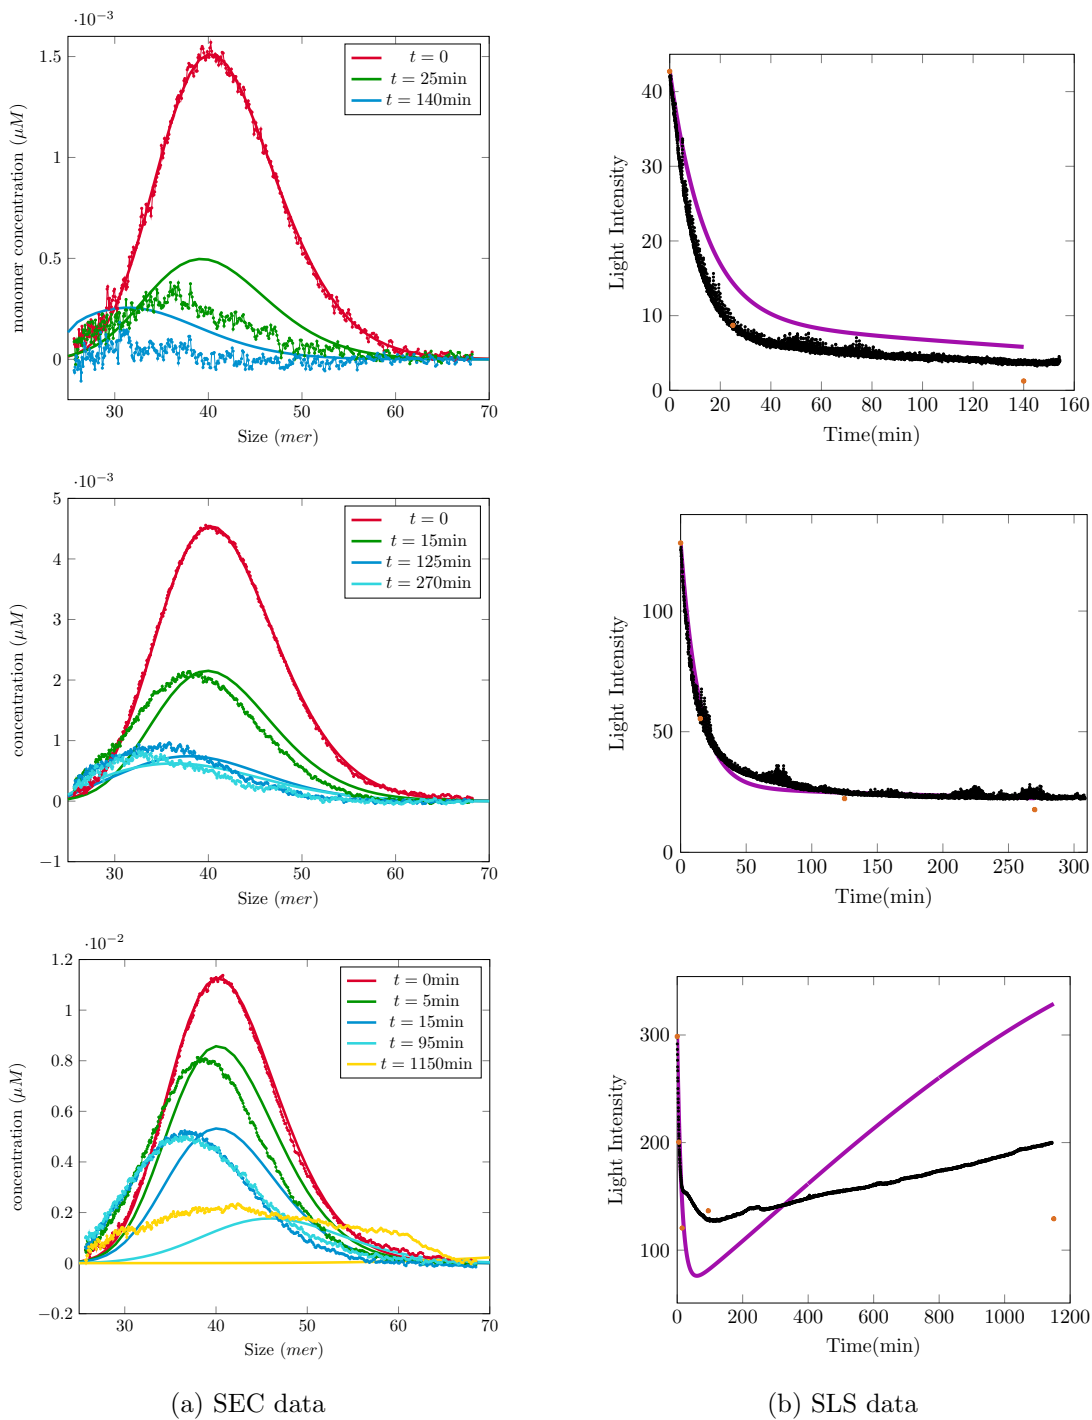 ·10⁻³
monomer concentration (μM)
1.5
1
0.5
0
30 40 50 60 70
Size (mer)
t = 0
t = 25min
t = 140min
Light Intensity
40
30
20
10
0
0 20 40 60 80 100 120 140 160
Time(min)
·10⁻³
concentration (μM)
5
4
3
2
1
0
−1
30 40 50 60 70
Size (mer)
t = 0
t = 15min
t = 125min
t = 270min
Light Intensity
100
50
0
0 50 100 150 200 250 300
Time(min)
·10⁻²
concentration (μM)
1.2
1
0.8
0.6
0.4
0.2
0
−0.2
30 40 50 60 70
Size (mer)
t = 0min
t = 5min
t = 15min
t = 95min
t = 1150min
Light Intensity
300
200
100
0 200 400 600 800 1000 1200
Time(min)
(a) SEC data
(b) SLS data